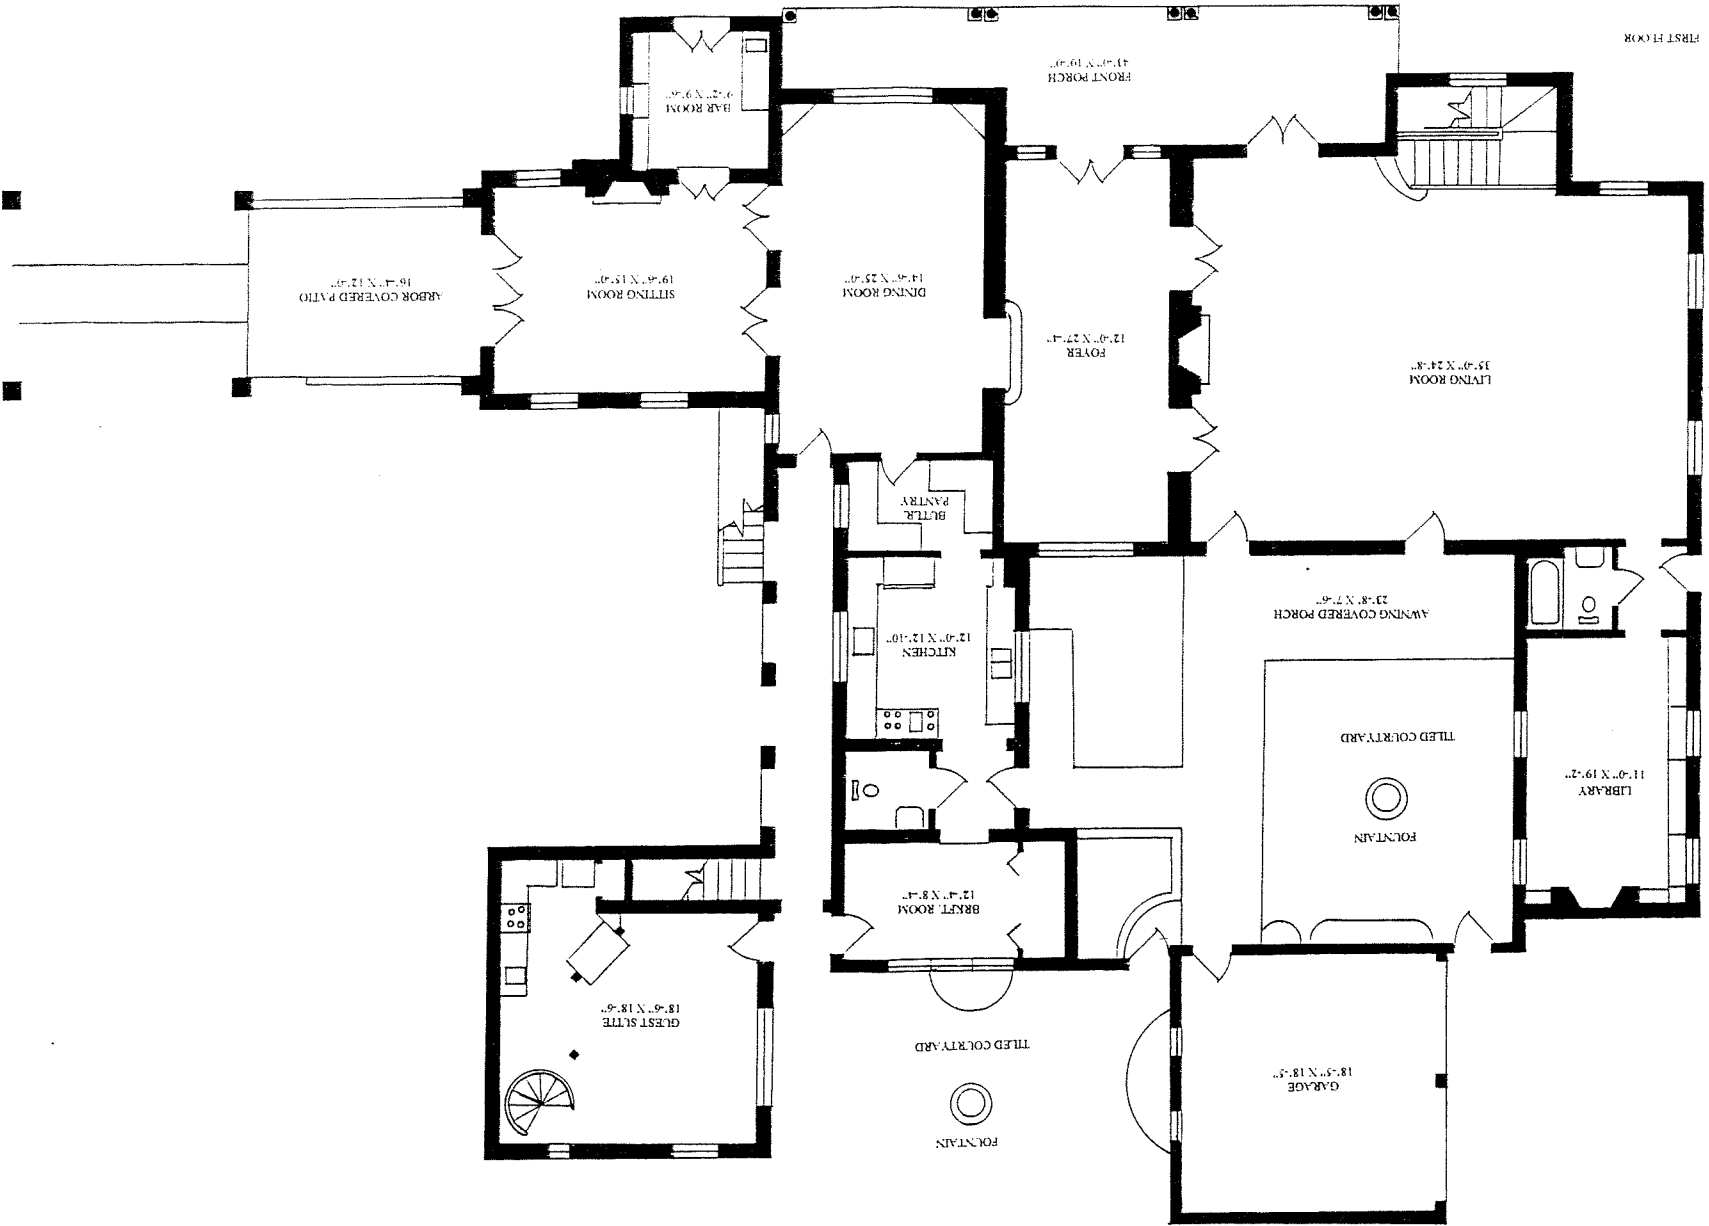 FOUNTAIN
GARAGE
18'-5" X 18'-5"
TILED COURTYARD
GUEST SUITE
18'-6" X 18'-6"
BRKFT. ROOM
12'-4" X 8'-4"
FOUNTAIN
LIBRARY
11'-0" X 19'-2"
TILED COURTYARD
KITCHEN
12'-0" X 12'-10"
AWNING COVERED PORCH
23'-8" X 7'-6"
BUTLR.
PANTRY
LIVING ROOM
35'-0" X 24'-8"
FOYER
12'-0" X 27'-4"
DINING ROOM
14'-6" X 25'-0"
SITTING ROOM
19'-6" X 15'-0"
ARBOR COVERED PATIO
16'-4" X 12'-0"
BAR ROOM
9'-2" X 9'-6"
FRONT PORCH
41'-0" X 10'-0"
FIRST FLOOR